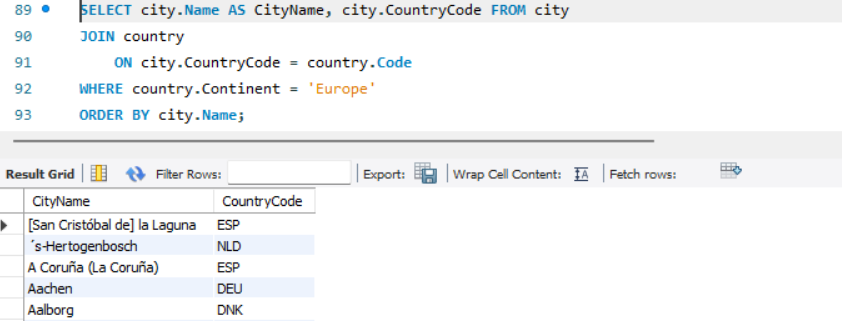 89 SELECT city.Name AS CityName, city.CountryCode FROM city
90 JOIN country
91 ON city.CountryCode = country.Code
92 WHERE country.Continent = 'Europe'
93 ORDER BY city.Name;
Result Grid Filter Rows: Export: Wrap Cell Content: IA Fetch rows:
CityName CountryCode
[San Cristóbal de] la Laguna ESP
´s-Hertogenbosch NLD
A Coruña (La Coruña) ESP
Aachen DEU
Aalborg DNK